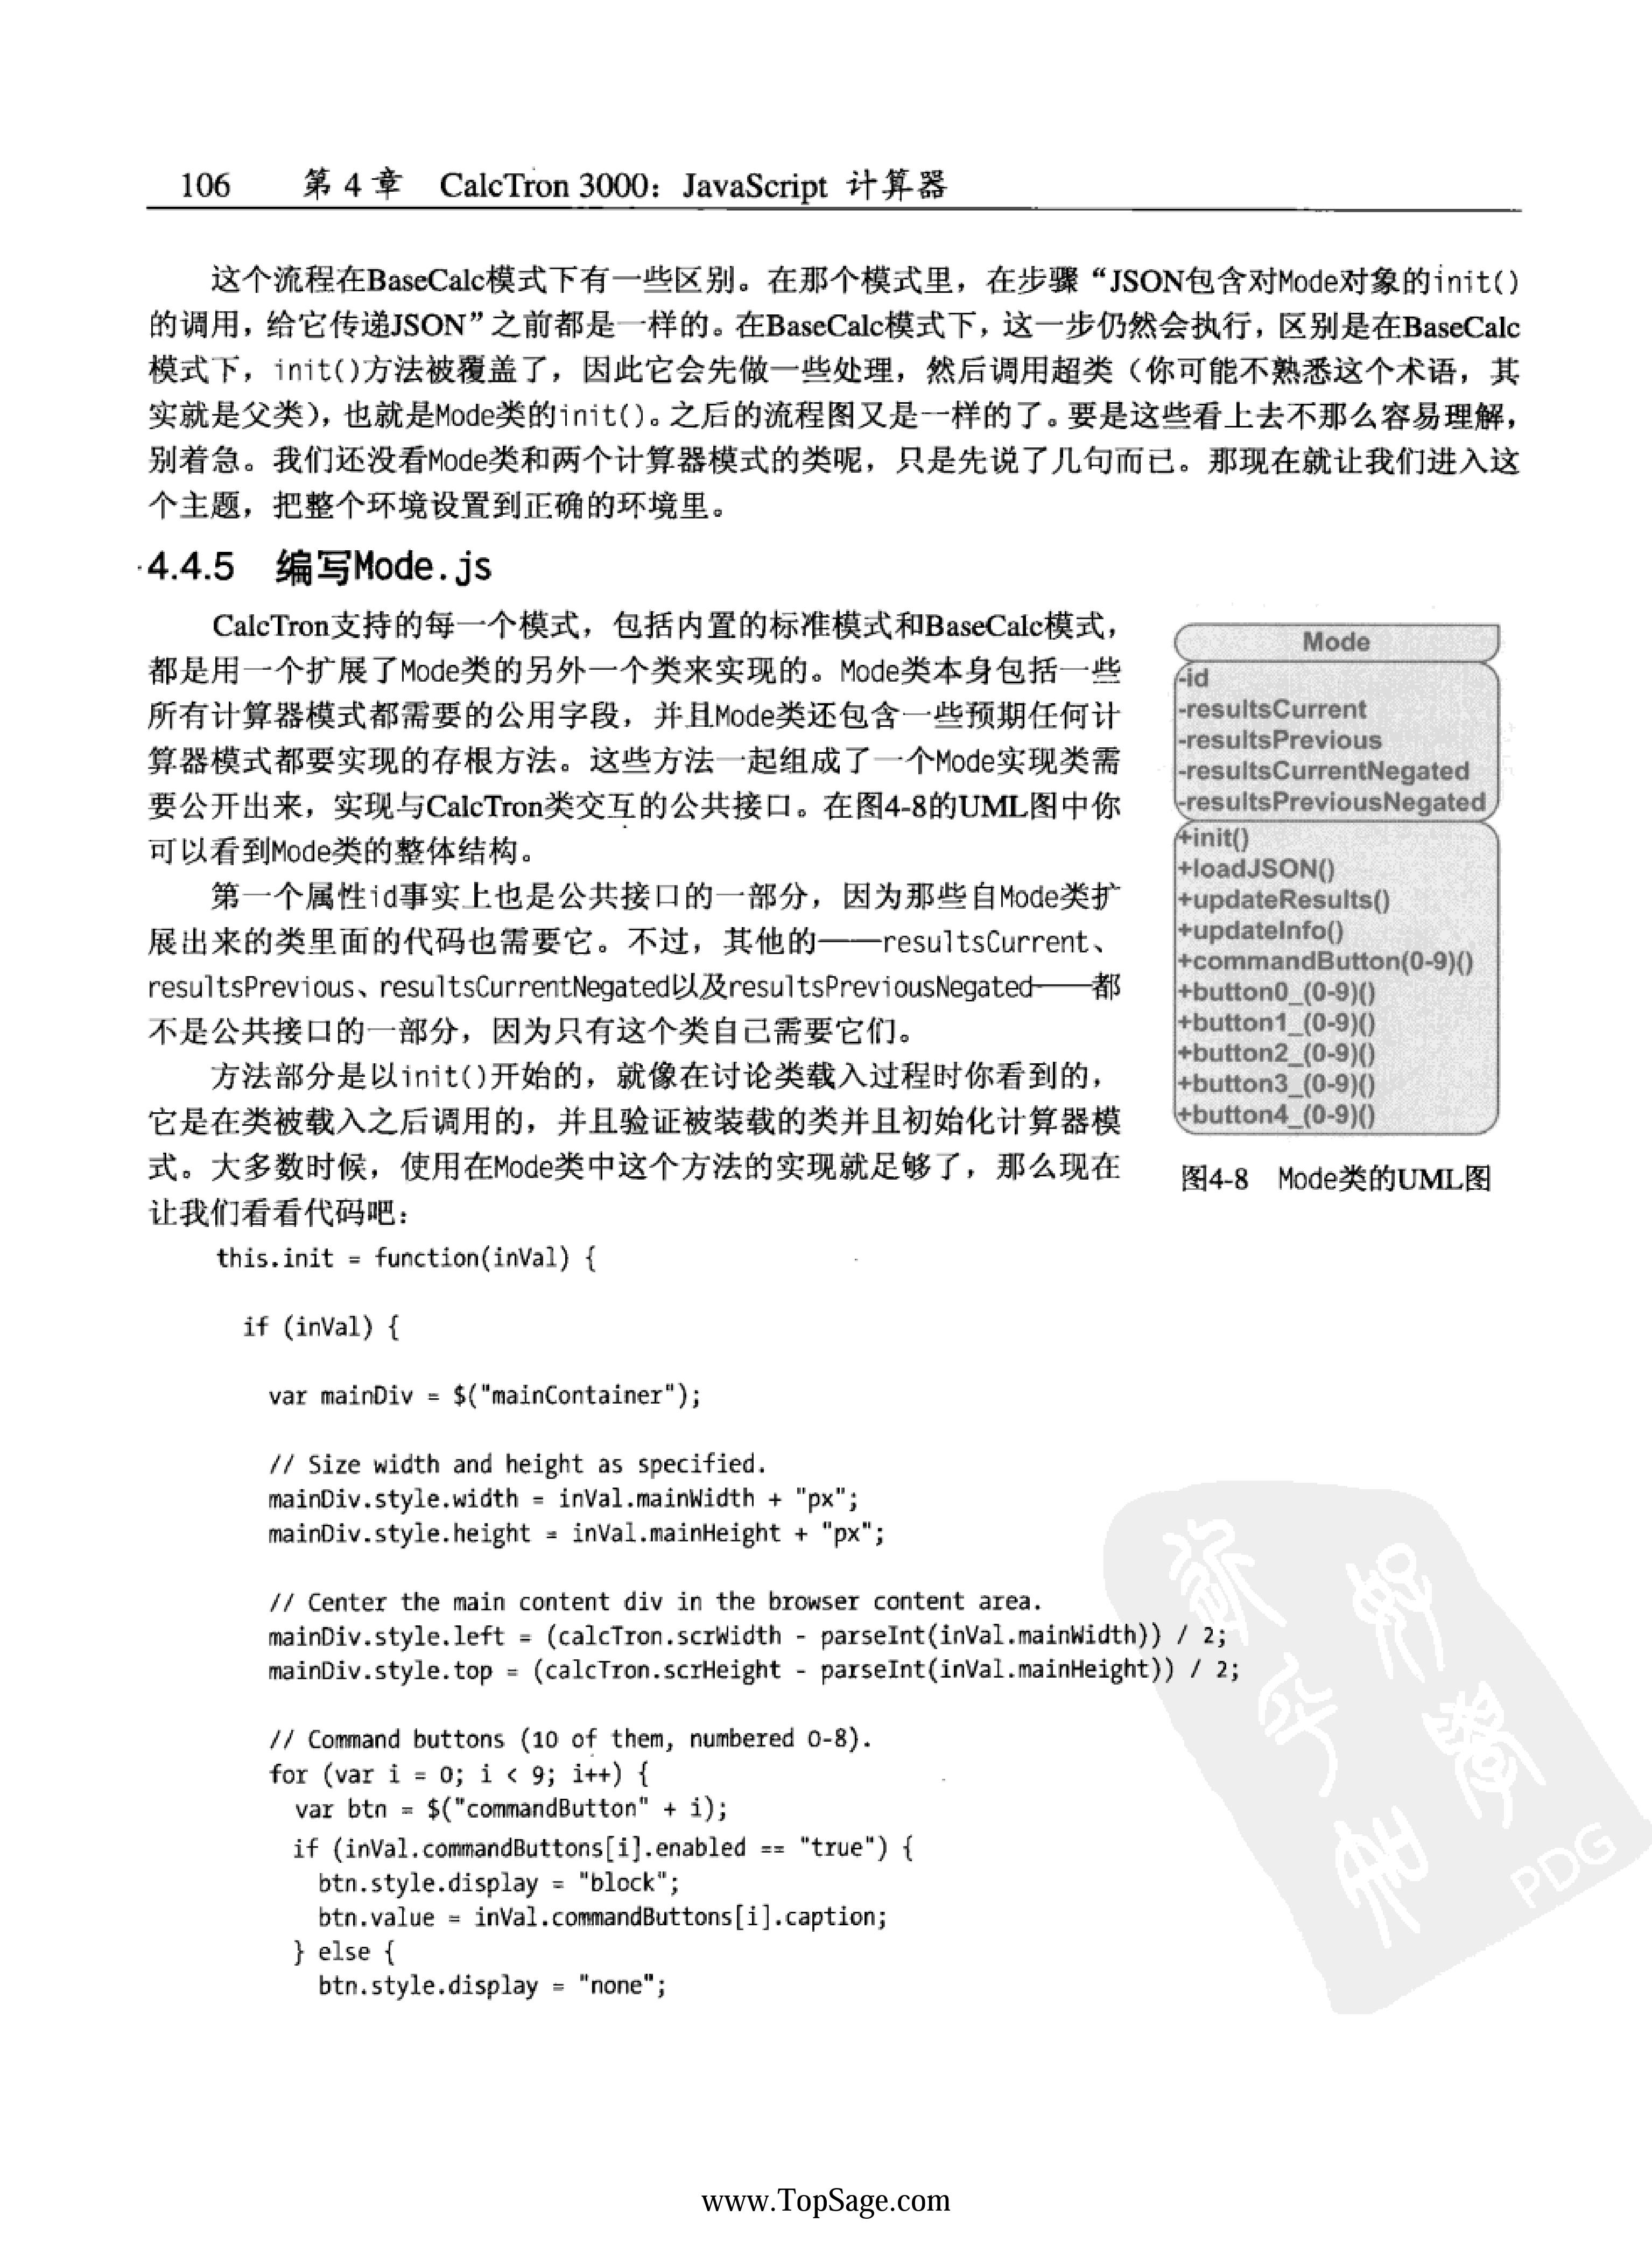 106 第 4 章 CalcTron 3000：JavaScript 计算器
这个流程在BaseCalc模式下有一些区别。在那个模式里，在步骤“JSON包含对Mode对象的init()
的调用，给它传递JSON”之前都是一样的。在BaseCalc模式下，这一步仍然会执行，区别是在BaseCalc
模式下，init()方法被覆盖了，因此它会先做一些处理，然后调用超类（你可能不熟悉这个术语，其
实就是父类），也就是Mode类的init()。之后的流程图又是一样的了。要是这些看上去不那么容易理解，
别着急。我们还没看Mode类和两个计算器模式的类呢，只是先说了几句而已。那现在就让我们进入这
个主题，把整个环境设置到正确的环境里。
4.4.5 编写Mode.js
CalcTron支持的每一个模式，包括内置的标准模式和BaseCalc模式，
都是用一个扩展了Mode类的另外一个类来实现的。Mode类本身包括一些
所有计算器模式都需要的公用字段，并且Mode类还包含一些预期任何计
算器模式都要实现的存根方法。这些方法一起组成了一个Mode实现类需
要公开出来，实现与CalcTron类交互的公共接口。在图4-8的UML图中你
可以看到Mode类的整体结构。
第一个属性id事实上也是公共接口的一部分，因为那些自Mode类扩
展出来的类里面的代码也需要它。不过，其他的——resultsCurrent、
resultsPrevious、resultsCurrentNegated以及resultsPreviousNegated——都
不是公共接口的一部分，因为只有这个类自己需要它们。
方法部分是以init()开始的，就像在讨论类载入过程时你看到的，
它是在类被载入之后调用的，并且验证被装载的类并且初始化计算器模
式。大多数时候，使用在Mode类中这个方法的实现就足够了，那么现在
让我们看看代码吧：
Mode
-id
-resultsCurrent
-resultsPrevious
-resultsCurrentNegated
-resultsPreviousNegated
+init()
+loadJSON()
+updateResults()
+updateInfo()
+commandButton(0-9)()
+button0_(0-9)()
+button1_(0-9)()
+button2_(0-9)()
+button3_(0-9)()
+button4_(0-9)()
图4-8 Mode类的UML图
this.init = function(inVal) {
if (inVal) {
var mainDiv = $("mainContainer");
// Size width and height as specified.
mainDiv.style.width = inVal.mainWidth + "px";
mainDiv.style.height = inVal.mainHeight + "px";
// Center the main content div in the browser content area.
mainDiv.style.left = (calcTron.scrWidth - parseInt(inVal.mainWidth)) / 2;
mainDiv.style.top = (calcTron.scrHeight - parseInt(inVal.mainHeight)) / 2;
// Command buttons (10 of them, numbered 0-8).
for (var i = 0; i < 9; i++) {
var btn = $("commandButton" + i);
if (inVal.commandButtons[i].enabled == "true") {
btn.style.display = "block";
btn.value = inVal.commandButtons[i].caption;
} else {
btn.style.display = "none";
PDG
www.TopSage.com